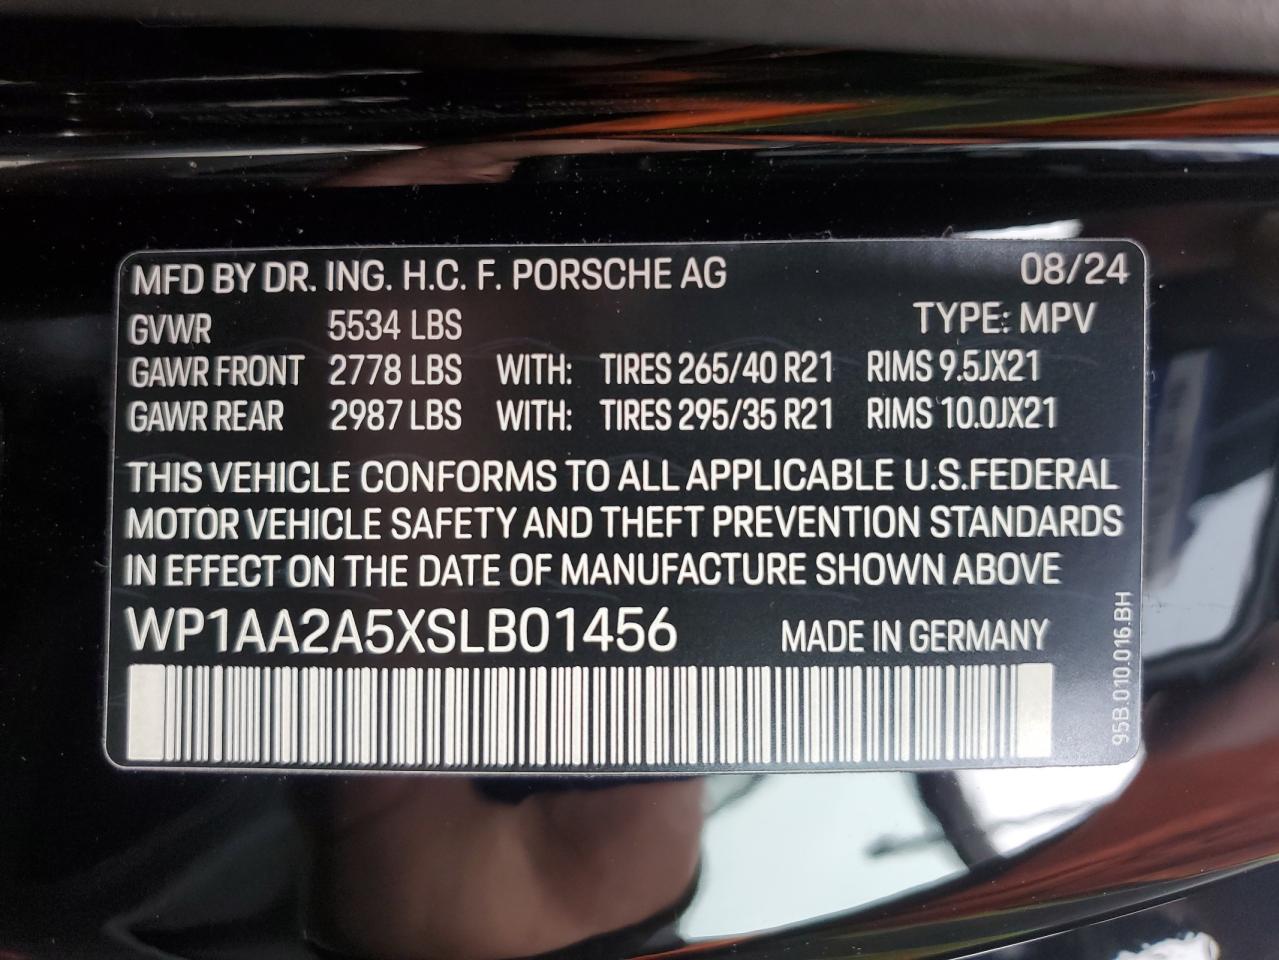 MFD BY DR. ING. H.C. F. PORSCHE AG 08/24
GVWR 5534 LBS TYPE: MPV
GAWR FRONT 2778 LBS WITH: TIRES 265/40 R21 RIMS 9.5JX21
GAWR REAR 2987 LBS WITH: TIRES 295/35 R21 RIMS 10.0JX21
THIS VEHICLE CONFORMS TO ALL APPLICABLE U.S.FEDERAL
MOTOR VEHICLE SAFETY AND THEFT PREVENTION STANDARDS
IN EFFECT ON THE DATE OF MANUFACTURE SHOWN ABOVE
WP1AA2A5XSLB01456 MADE IN GERMANY
95B.010.016.BH